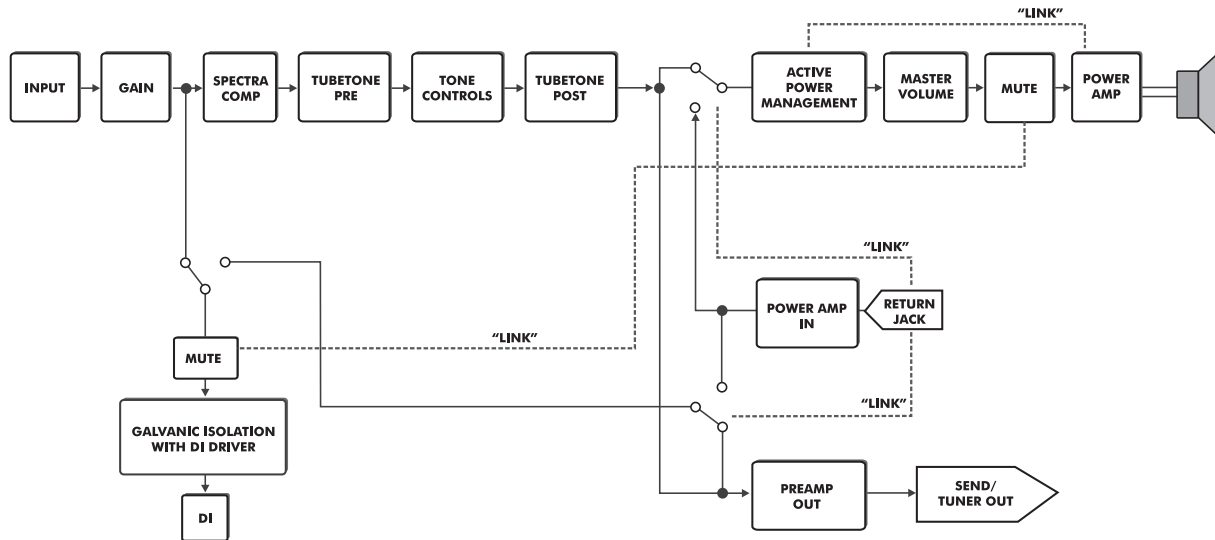 “LINK”
INPUT
GAIN
SPECTRA
COMP
TUBETONE
PRE
TONE
CONTROLS
TUBETONE
POST
ACTIVE
POWER
MANAGEMENT
MASTER
VOLUME
MUTE
POWER
AMP
“LINK”
POWER AMP
IN
RETURN
JACK
“LINK”
MUTE
“LINK”
GALVANIC ISOLATION
WITH DI DRIVER
DI
PREAMP
OUT
SEND/
TUNER OUT